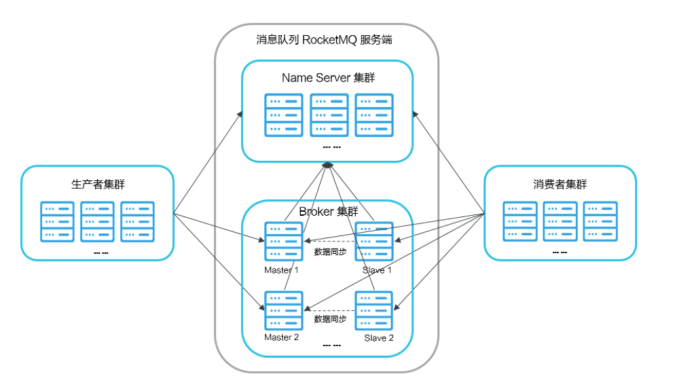 消息队列 RocketMQ 服务端
Name Server 集群
... ...
生产者集群
... ...
消费者集群
... ...
Broker 集群
数据同步
Master 1
Slave 1
数据同步
Master 2
Slave 2
... ...